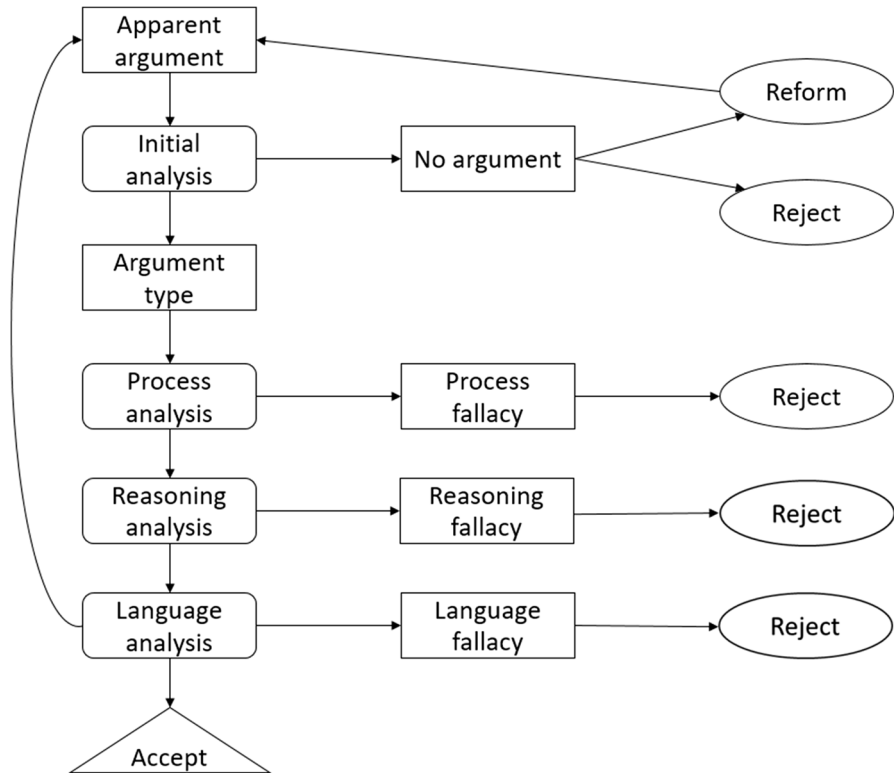 Apparent
argument
Reform
Initial
analysis
No argument
Reject
Argument
type
Process
analysis
Process
fallacy
Reject
Reasoning
analysis
Reasoning
fallacy
Reject
Language
analysis
Language
fallacy
Reject
Accept